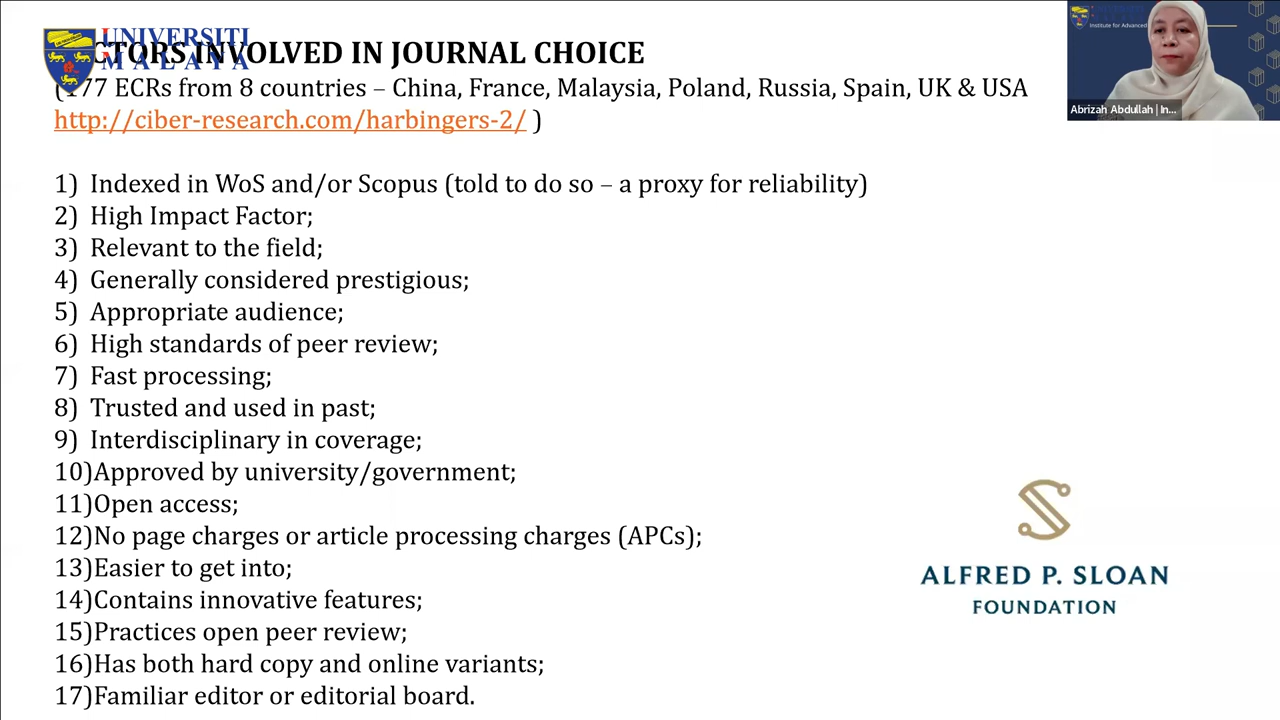 UNIVERSITI
MALAYA
CTORS INVOLVED IN JOURNAL CHOICE
(177 ECRs from 8 countries – China, France, Malaysia, Poland, Russia, Spain, UK & USA
http://ciber-research.com/harbingers-2/ )
1) Indexed in WoS and/or Scopus (told to do so – a proxy for reliability)
2) High Impact Factor;
3) Relevant to the field;
4) Generally considered prestigious;
5) Appropriate audience;
6) High standards of peer review;
7) Fast processing;
8) Trusted and used in past;
9) Interdisciplinary in coverage;
10)Approved by university/government;
11)Open access;
12)No page charges or article processing charges (APCs);
13)Easier to get into;
14)Contains innovative features;
15)Practices open peer review;
16)Has both hard copy and online variants;
17)Familiar editor or editorial board.
ALFRED P. SLOAN
FOUNDATION
Institute for Advanced
Abrizah Abdullah | In...